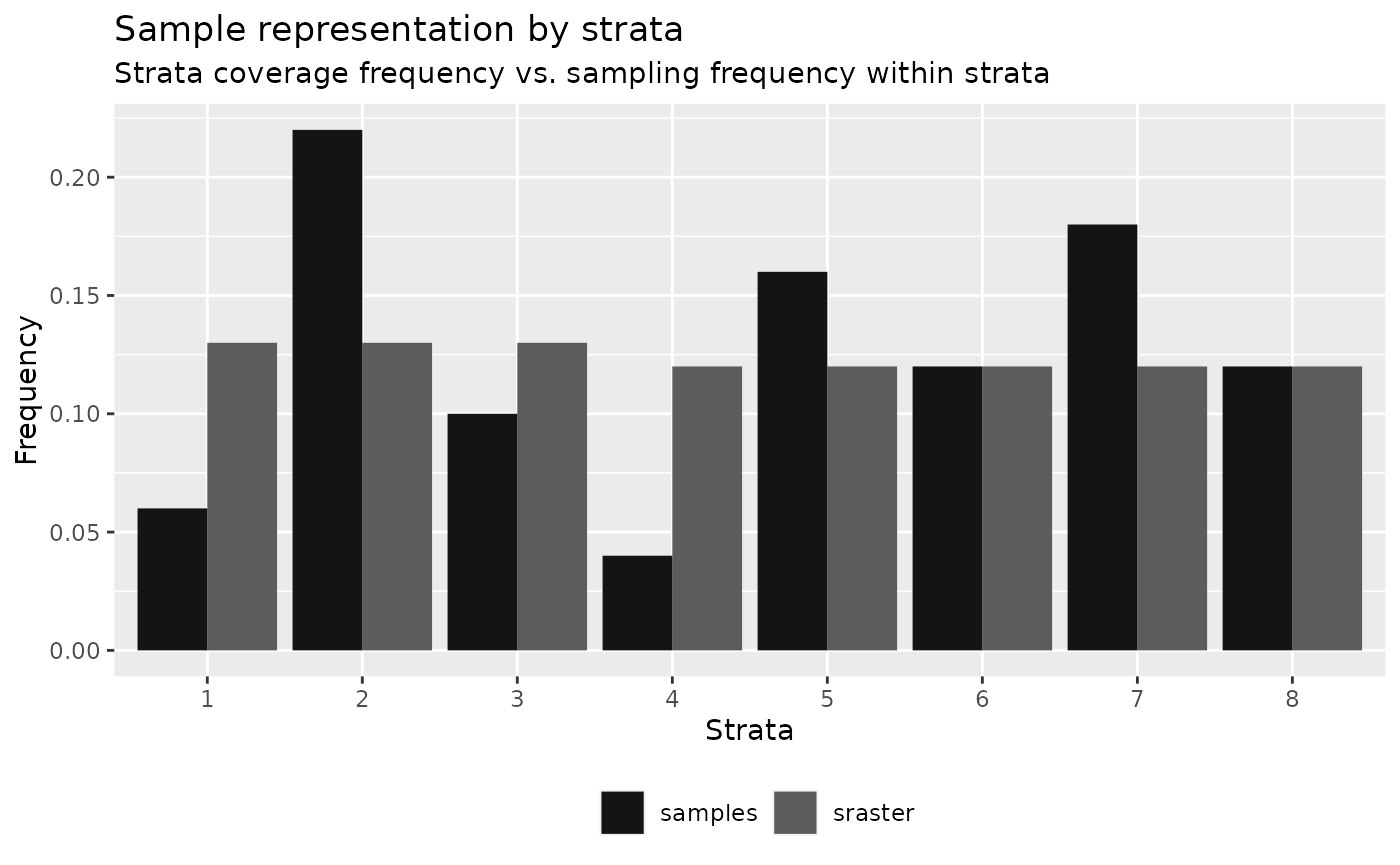 Sample representation by strata
Strata coverage frequency vs. sampling frequency within strata
Frequency
0.20
0.15
0.10
0.05
0.00
1 2 3 4 5 6 7 8
Strata
samples sraster